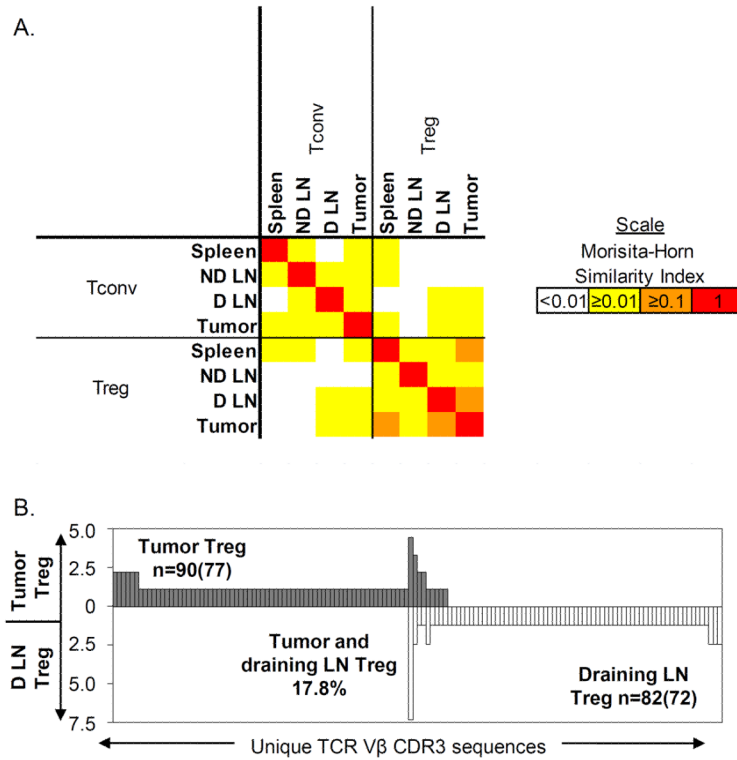 A.
Tconv
Treg
Spleen
ND LN
D LN
Tumor
Spleen
ND LN
D LN
Tumor
Tconv
Spleen
ND LN
D LN
Tumor
Treg
Spleen
ND LN
D LN
Tumor
Scale
Morisita-Horn
Similarity Index
<0.01 ≥0.01 ≥0.1 1
B.
Tumor
Treg
D LN
Treg
5.0
2.5
0
2.5
5.0
7.5
Tumor Treg
n=90(77)
Tumor and
draining LN Treg
17.8%
Draining LN
Treg n=82(72)
Unique TCR Vβ CDR3 sequences